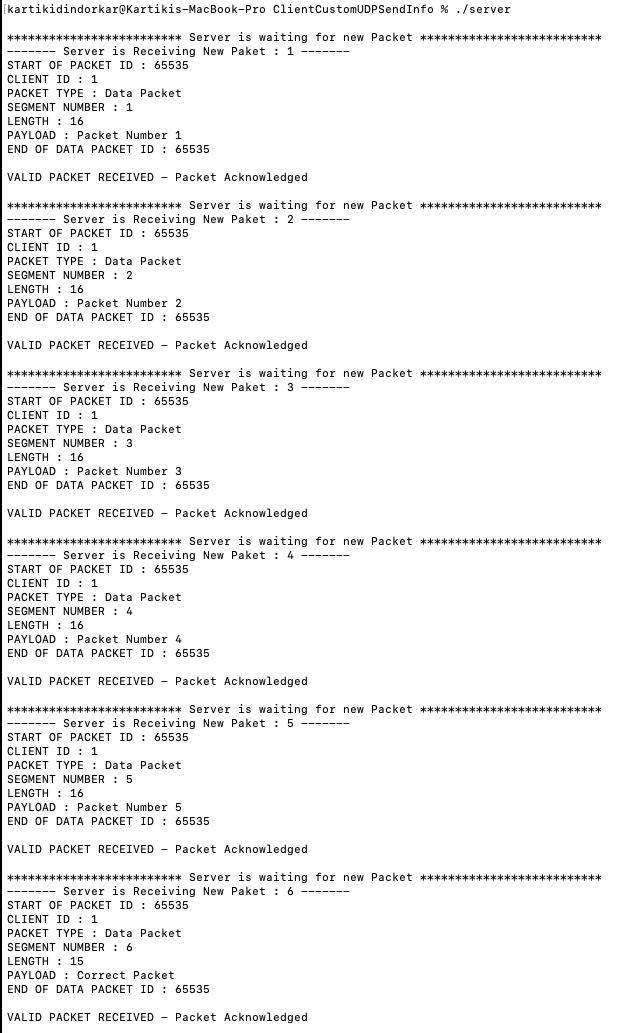 [kartikidindorkar@Kartikis-MacBook-Pro ClientCustomUDPSendInfo % ./server
************************* Server is waiting for new Packet **************************
------- Server is Receiving New Paket : 1 -------
START OF PACKET ID : 65535
CLIENT ID : 1
PACKET TYPE : Data Packet
SEGMENT NUMBER : 1
LENGTH : 16
PAYLOAD : Packet Number 1
END OF DATA PACKET ID : 65535
VALID PACKET RECEIVED - Packet Acknowledged
************************* Server is waiting for new Packet **************************
------- Server is Receiving New Paket : 2 -------
START OF PACKET ID : 65535
CLIENT ID : 1
PACKET TYPE : Data Packet
SEGMENT NUMBER : 2
LENGTH : 16
PAYLOAD : Packet Number 2
END OF DATA PACKET ID : 65535
VALID PACKET RECEIVED - Packet Acknowledged
************************* Server is waiting for new Packet **************************
------- Server is Receiving New Paket : 3 -------
START OF PACKET ID : 65535
CLIENT ID : 1
PACKET TYPE : Data Packet
SEGMENT NUMBER : 3
LENGTH : 16
PAYLOAD : Packet Number 3
END OF DATA PACKET ID : 65535
VALID PACKET RECEIVED - Packet Acknowledged
************************* Server is waiting for new Packet **************************
------- Server is Receiving New Paket : 4 -------
START OF PACKET ID : 65535
CLIENT ID : 1
PACKET TYPE : Data Packet
SEGMENT NUMBER : 4
LENGTH : 16
PAYLOAD : Packet Number 4
END OF DATA PACKET ID : 65535
VALID PACKET RECEIVED - Packet Acknowledged
************************* Server is waiting for new Packet **************************
------- Server is Receiving New Paket : 5 -------
START OF PACKET ID : 65535
CLIENT ID : 1
PACKET TYPE : Data Packet
SEGMENT NUMBER : 5
LENGTH : 16
PAYLOAD : Packet Number 5
END OF DATA PACKET ID : 65535
VALID PACKET RECEIVED - Packet Acknowledged
************************* Server is waiting for new Packet **************************
------- Server is Receiving New Paket : 6 -------
START OF PACKET ID : 65535
CLIENT ID : 1
PACKET TYPE : Data Packet
SEGMENT NUMBER : 6
LENGTH : 15
PAYLOAD : Correct Packet
END OF DATA PACKET ID : 65535
VALID PACKET RECEIVED - Packet Acknowledged